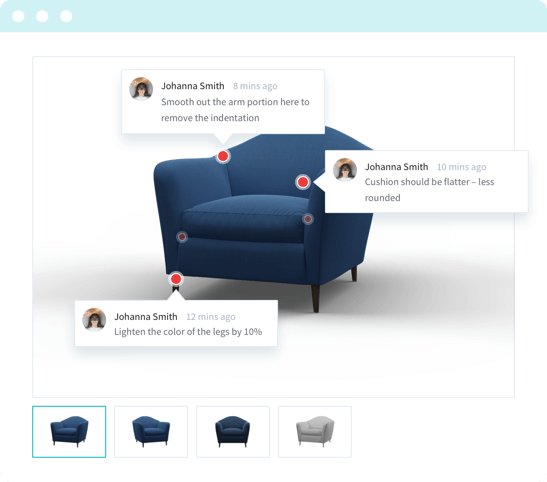 Johanna Smith 8 mins ago
Smooth out the arm portion here to
remove the indentation
Johanna Smith 10 mins ago
Cushion should be flatter – less
rounded
Johanna Smith 12 mins ago
Lighten the color of the legs by 10%